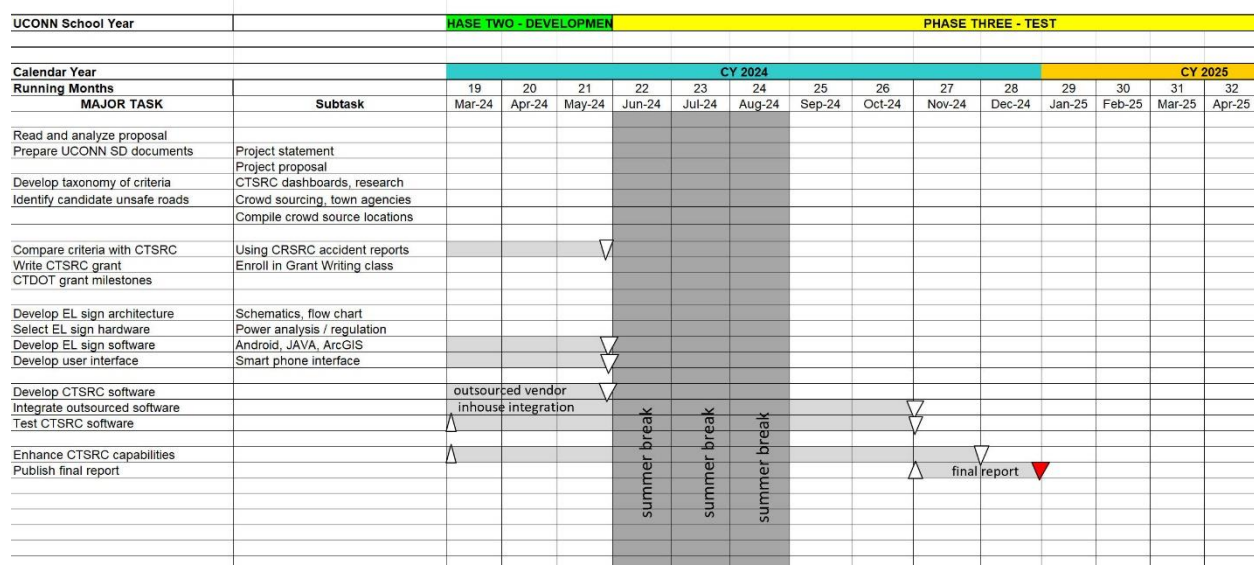 UCONN School Year HASE TWO - DEVELOPMEN PHASE THREE - TEST
Calendar Year CY 2024 CY 2025
Running Months 19 20 21 22 23 24 25 26 27 28 29 30 31 32
MAJOR TASK Subtask Mar-24 Apr-24 May-24 Jun-24 Jul-24 Aug-24 Sep-24 Oct-24 Nov-24 Dec-24 Jan-25 Feb-25 Mar-25 Apr-25
Read and analyze proposal
Prepare UCONN SD documents Project statement
Project proposal
Develop taxonomy of criteria CTSRC dashboards, research
Identify candidate unsafe roads Crowd sourcing, town agencies
Compile crowd source locations
Compare criteria with CTSRC Using CRSRC accident reports
Write CTSRC grant Enroll in Grant Writing class
CTDOT grant milestones
Develop EL sign architecture Schematics, flow chart
Select EL sign hardware Power analysis / regulation
Develop EL sign software Android, JAVA, ArcGIS
Develop user interface Smart phone interface
Develop CTSRC software outsourced vendor
Integrate outsourced software inhouse integration
Test CTSRC software
Enhance CTSRC capabilities
Publish final report final report
summer break
summer break
summer break